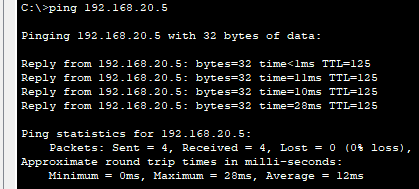 C:\>ping 192.168.20.5
Pinging 192.168.20.5 with 32 bytes of data:
Reply from 192.168.20.5: bytes=32 time<1ms TTL=125
Reply from 192.168.20.5: bytes=32 time=11ms TTL=125
Reply from 192.168.20.5: bytes=32 time=10ms TTL=125
Reply from 192.168.20.5: bytes=32 time=28ms TTL=125
Ping statistics for 192.168.20.5:
    Packets: Sent = 4, Received = 4, Lost = 0 (0% loss),
Approximate round trip times in milli-seconds:
    Minimum = 0ms, Maximum = 28ms, Average = 12ms